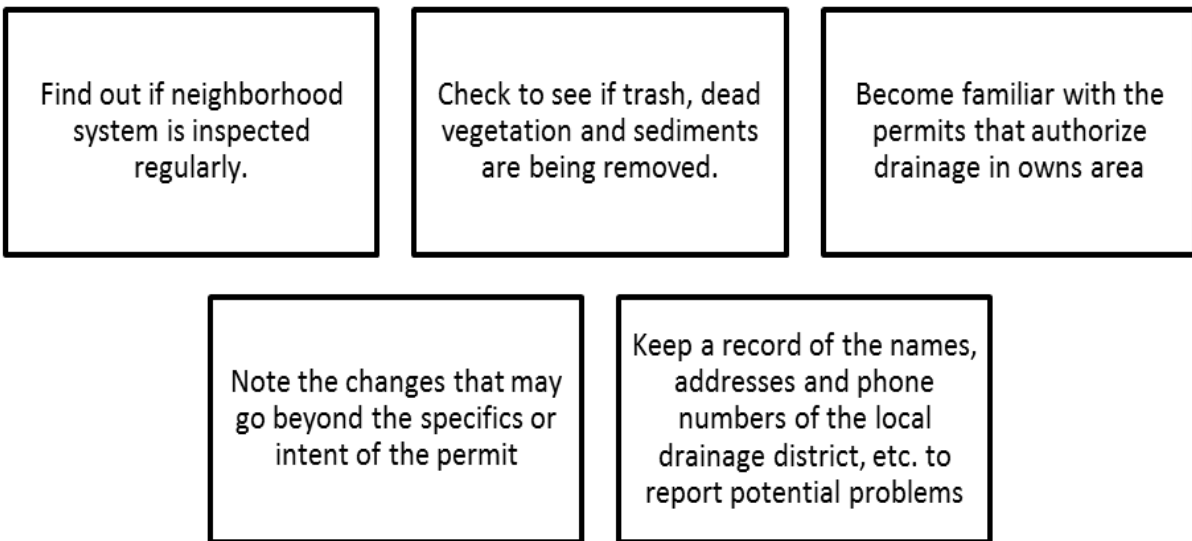 Find out if neighborhood
system is inspected
regularly.
Check to see if trash, dead
vegetation and sediments
are being removed.
Become familiar with the
permits that authorize
drainage in owns area
Note the changes that may
go beyond the specifics or
intent of the permit
Keep a record of the names,
addresses and phone
numbers of the local
drainage district, etc. to
report potential problems